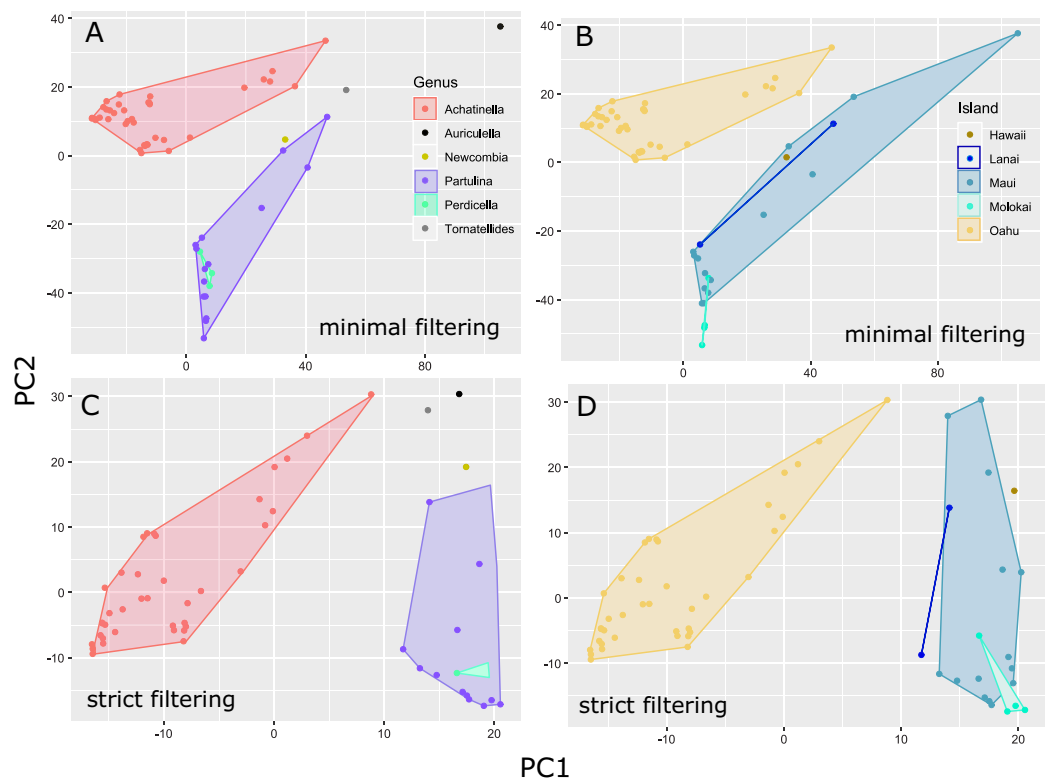 A
40
20
0
-20
-40
0
40
80
Genus
Achatinella
Auriculella
Newcombia
Partulina
Perdicella
Tornatellides
minimal filtering
B
40
20
0
-20
-40
0
40
80
Island
Hawaii
Lanai
Maui
Molokai
Oahu
minimal filtering
PC2
C
30
20
10
0
-10
-10
0
10
20
strict filtering
D
30
20
10
0
-10
-10
0
10
20
strict filtering
PC1